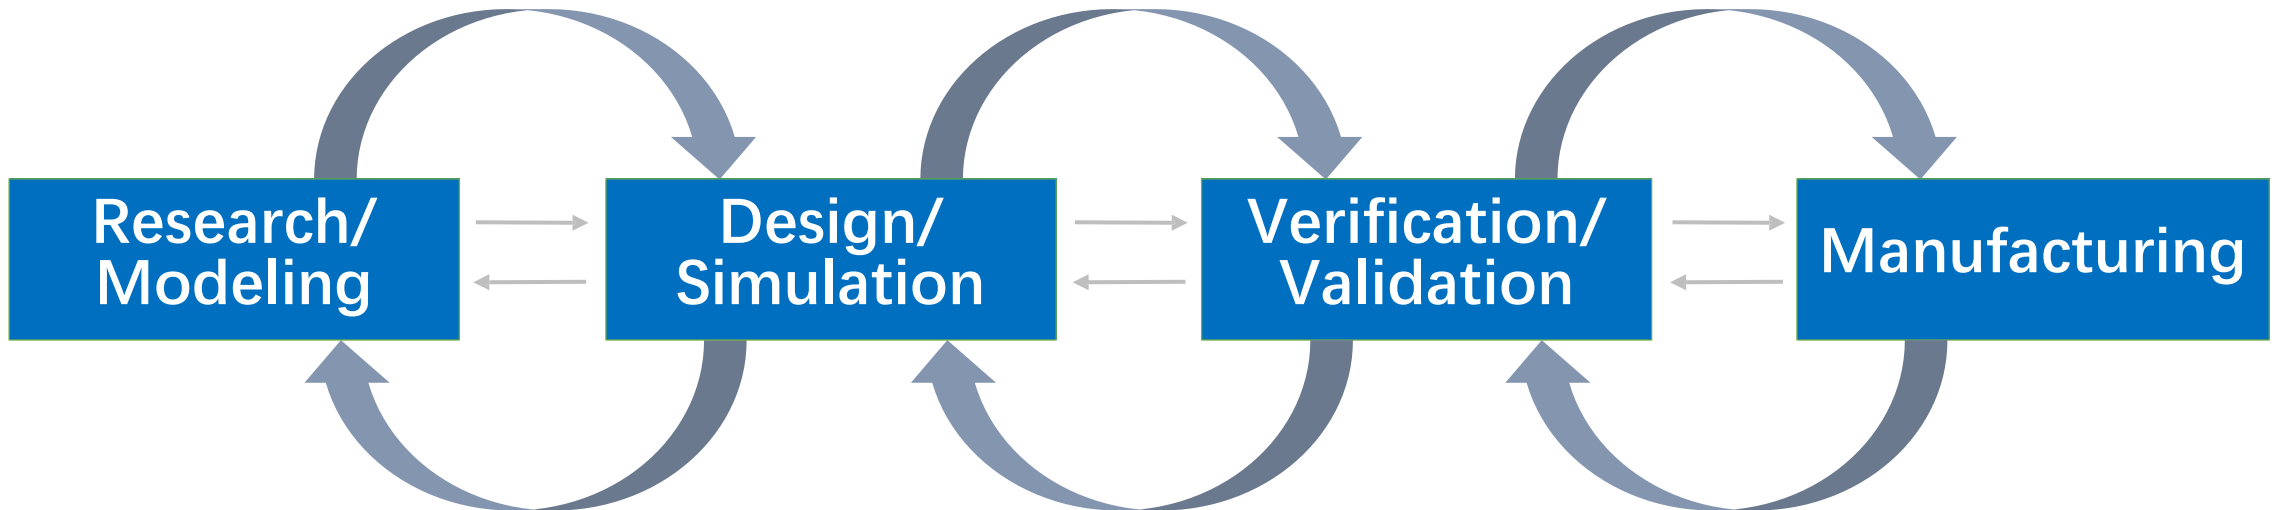 Research/
Modeling
Design/
Simulation
Verification/
Validation
Manufacturing